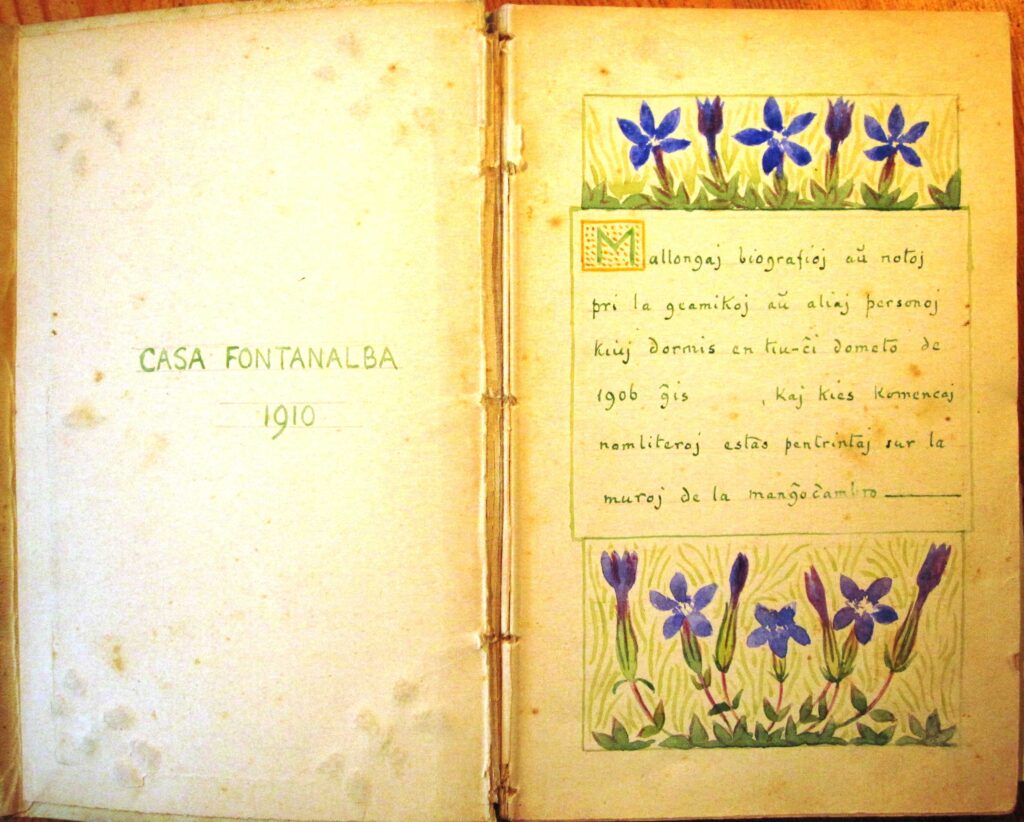 CASA FONTANALBA
1910
Mallongaj biografioj aŭ notoj
pri la geamikoj aŭ aliaj personoj
kiuj dormis en tiu-ĉi dometo de
1906 ĝis , kaj kies komencaj
nomliteroj estas pentrintaj sur la
muroj de la manĝoĉambro